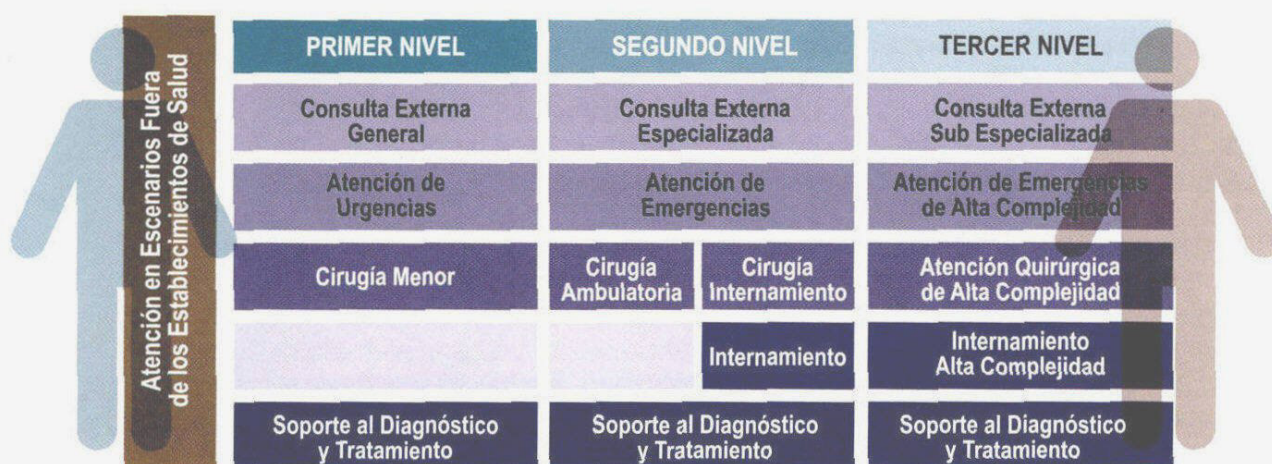 Atención en Escenarios Fuera
de los Establecimientos de Salud
PRIMER NIVEL
SEGUNDO NIVEL
TERCER NIVEL
Consulta Externa
General
Consulta Externa
Especializada
Consulta Externa
Sub Especializada
Atención de
Urgencias
Atención de
Emergencias
Atención de Emergencias
de Alta Complejidad
Cirugía Menor
Cirugía
Ambulatoria
Cirugía
Internamiento
Atención Quirúrgica
de Alta Complejidad
Internamiento
Internamiento
Alta Complejidad
Soporte al Diagnóstico
y Tratamiento
Soporte al Diagnóstico
y Tratamiento
Soporte al Diagnóstico
y Tratamiento